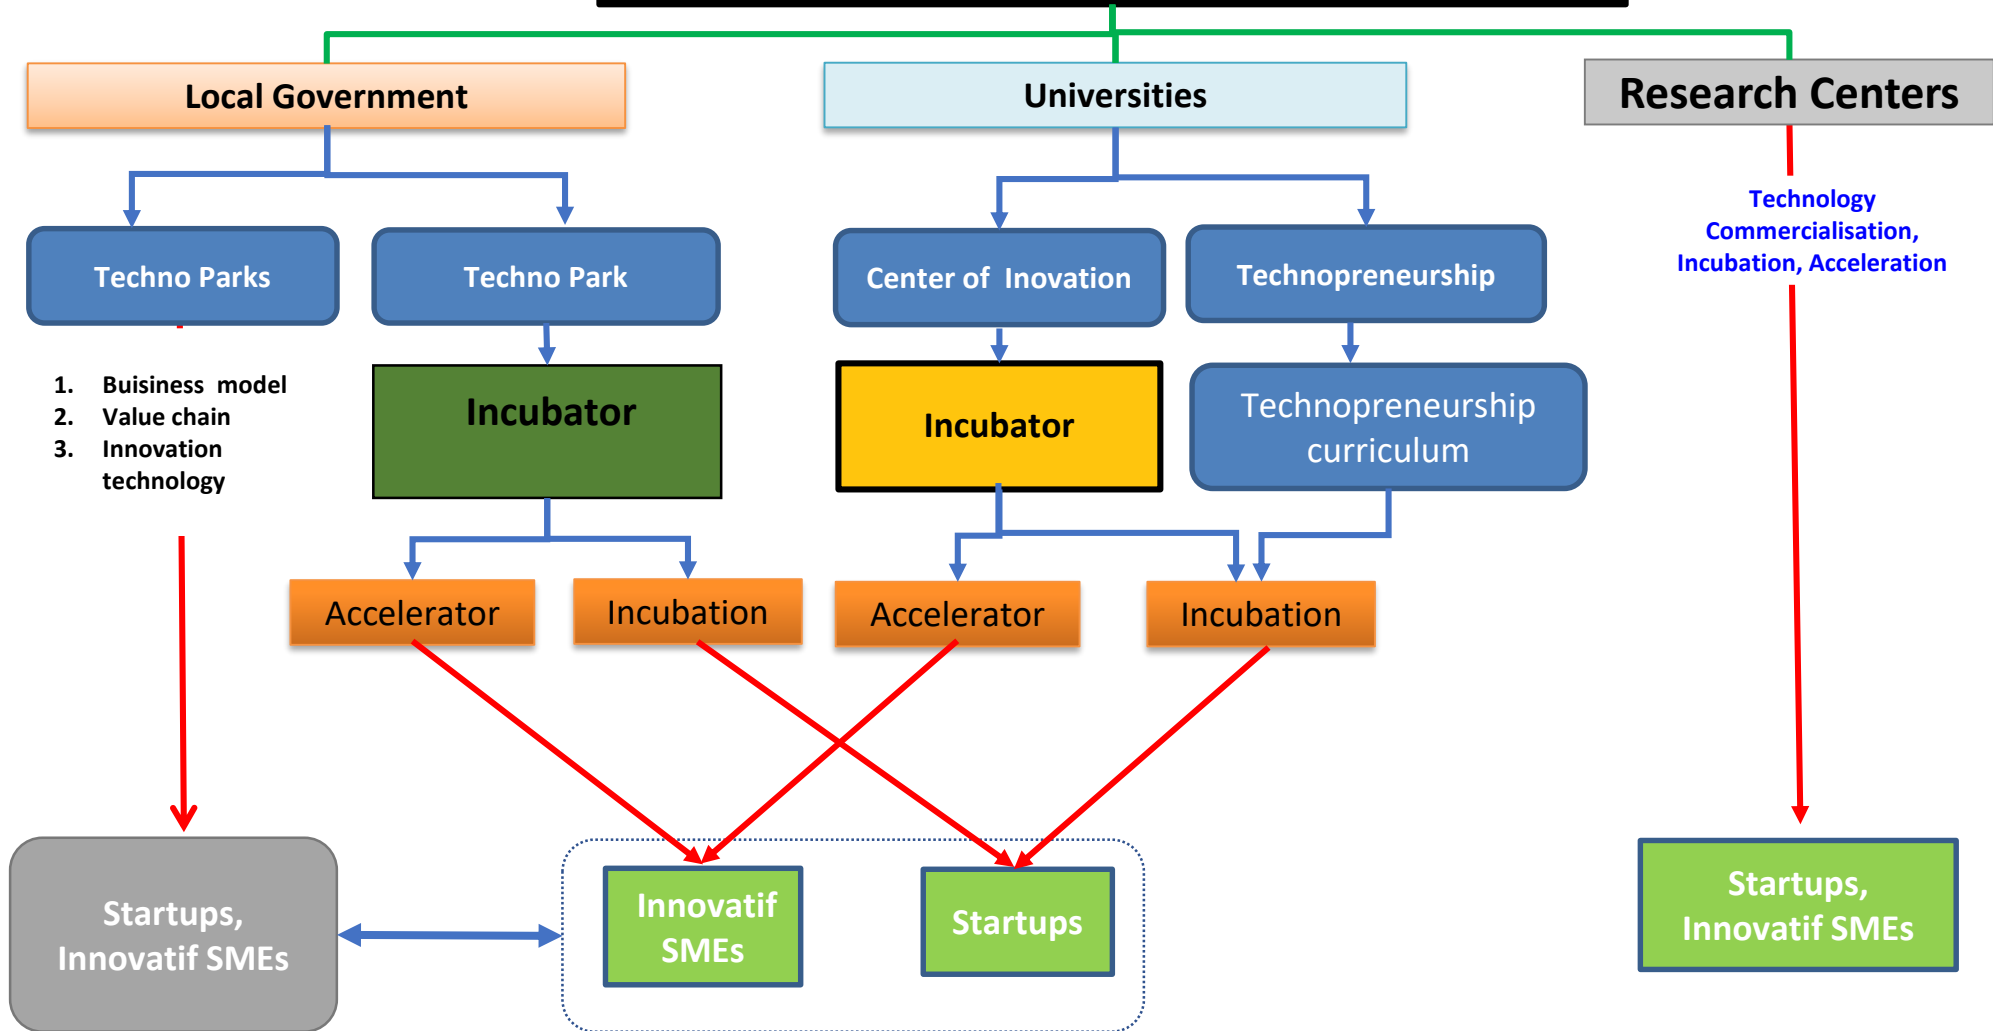 Local Government
Universities
Research Centers
Technology
Commercialisation,
Incubation, Acceleration
Techno Parks
Techno Park
Center of  Inovation
Technopreneurship
1. Buisiness  model
2. Value chain
3. Innovation
technology
Incubator
Incubator
Technopreneurship
curriculum
Accelerator
Incubation
Accelerator
Incubation
Startups,
Innovatif SMEs
Innovatif
SMEs
Startups
Startups,
Innovatif SMEs